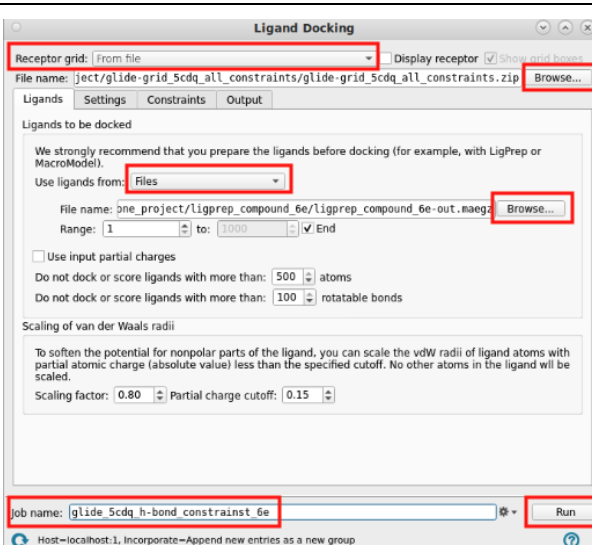 Ligand Docking
Receptor grid: From file Display receptor Show grid boxes
File name: ject/glide-grid_5cdq_all_constraints/glide-grid_5cdq_all_constraints.zip Browse...
Ligands Settings Constraints Output
Ligands to be docked
We strongly recommend that you prepare the ligands before docking (for example, with LigPrep or
MacroModel).
Use ligands from: Files
File name: one_project/ligprep_compound_6e/ligprep_compound_6e-out.maegz Browse...
Range: 1 to: 1000 End
Use input partial charges
Do not dock or score ligands with more than: 500 atoms
Do not dock or score ligands with more than: 100 rotatable bonds
Scaling of van der Waals radii
To soften the potential for nonpolar parts of the ligand, you can scale the vdW radii of ligand atoms with
partial atomic charge (absolute value) less than the specified cutoff. No other atoms in the ligand wll be
scaled.
Scaling factor: 0.80 Partial charge cutoff: 0.15
Job name: glide_5cdq_h-bond_constrainst_6e Run
Host=localhost:1, Incorporate=Append new entries as a new group